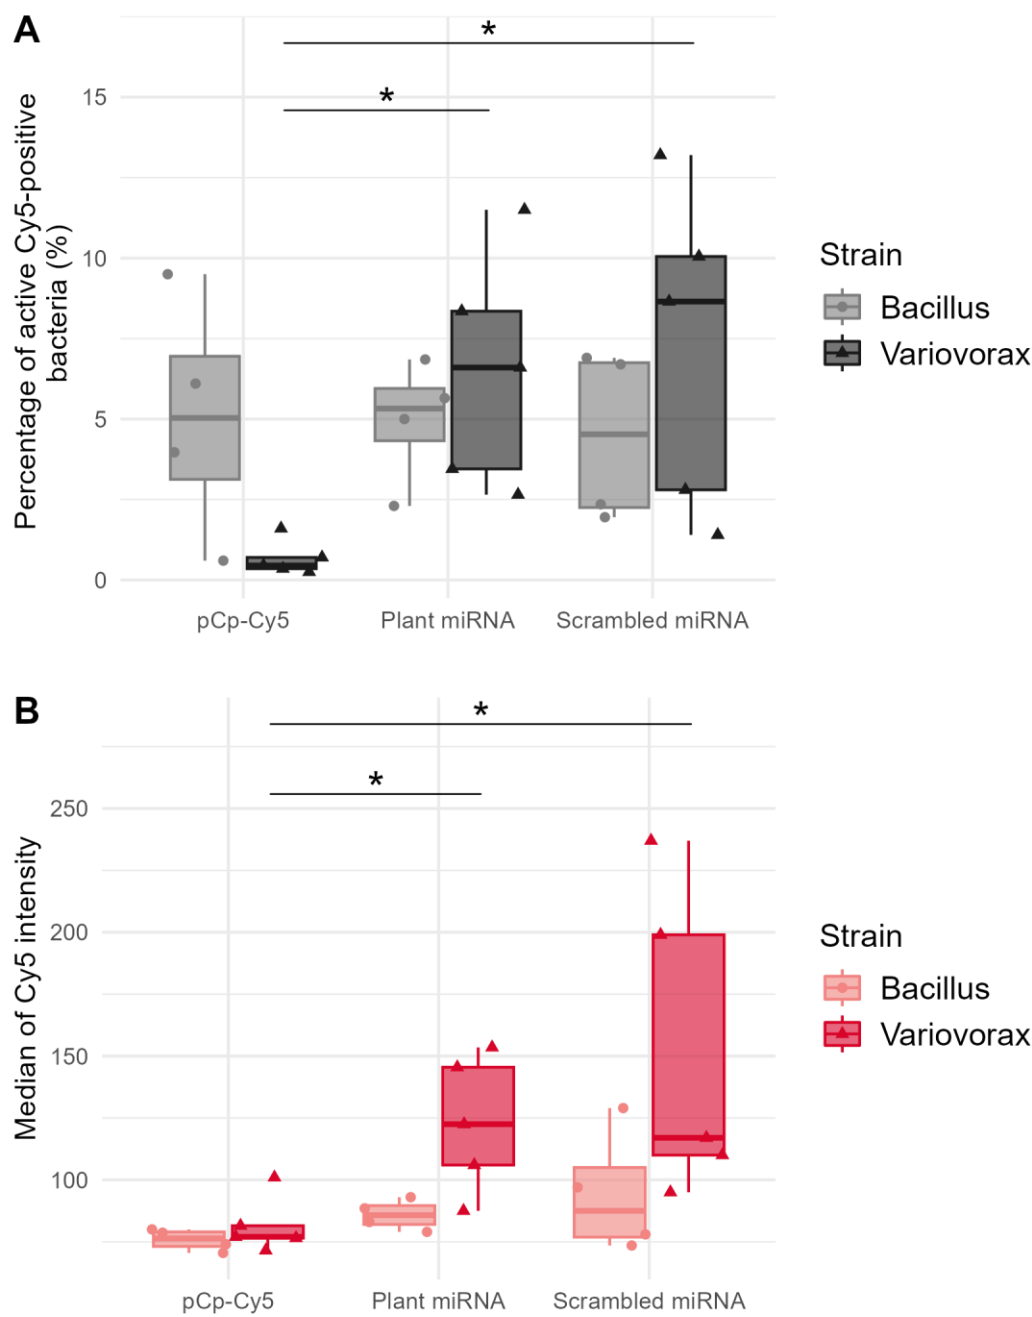 A
*
*
15
10
5
0
Percentage of active Cy5-positive
bacteria (%)
pCp-Cy5
Plant miRNA
Scrambled miRNA
Strain
Bacillus
Variovorax
B
*
*
250
200
150
100
Median of Cy5 intensity
pCp-Cy5
Plant miRNA
Scrambled miRNA
Strain
Bacillus
Variovorax